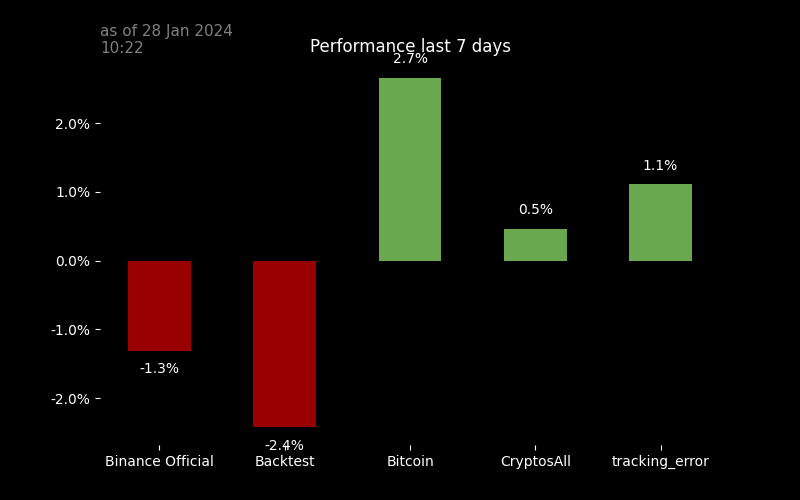 as of 28 Jan 2024
10:22
Performance last 7 days
2.7%
2.0%
1.1%
1.0%
0.5%
0.0%
-1.0%
-1.3%
-2.0%
-2.4%
Binance Official
Backtest
Bitcoin
CryptosAll
tracking_error